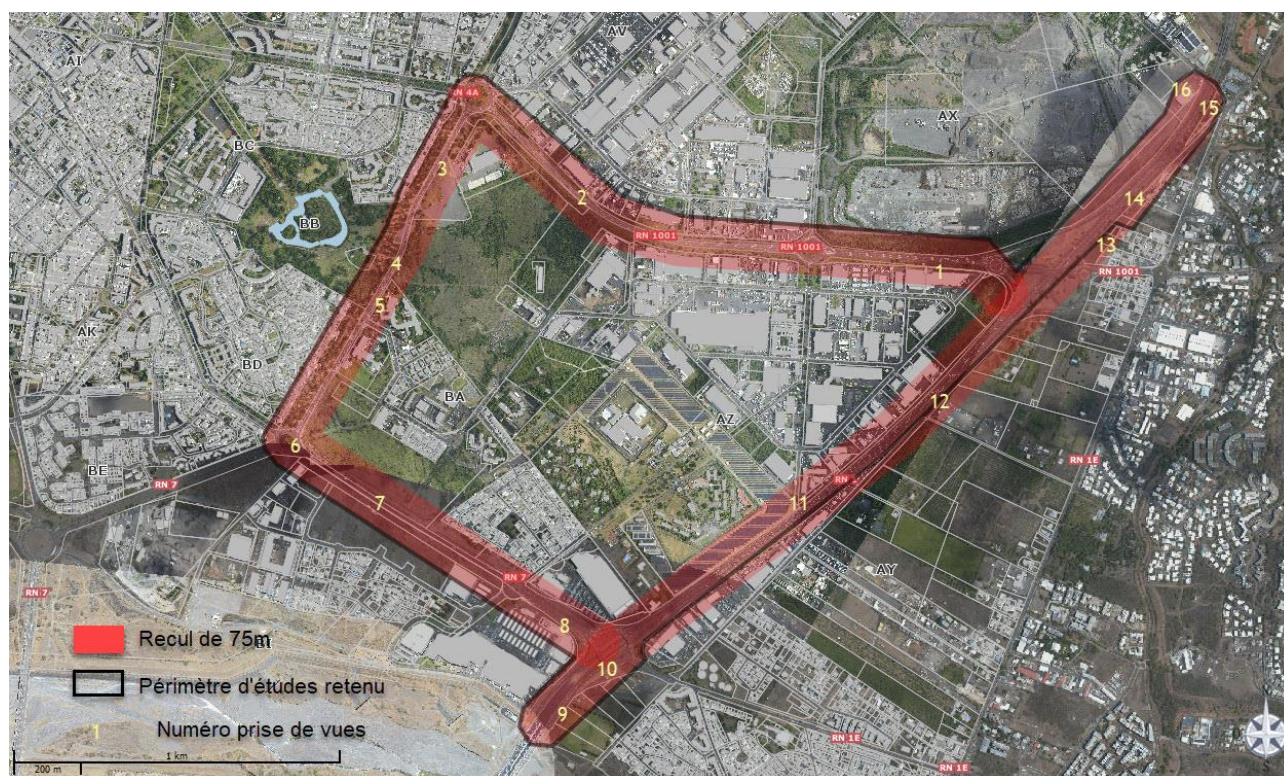 AV
AI
16
RN 4A
15
AX
BC
3
14
2
BB
RN 1001
RN 1001
13
4
1
RN 1001
5
AK
BD
BA
12
AZ
6
BE
RN 1E
RN 7
7
11
RN
AY
RN 7
RN 7
8
Recul de 75m
10
Périmètre d'études retenu
9
1 Numéro prise de vues
RN 1E
1 km
200 m
RN 1E